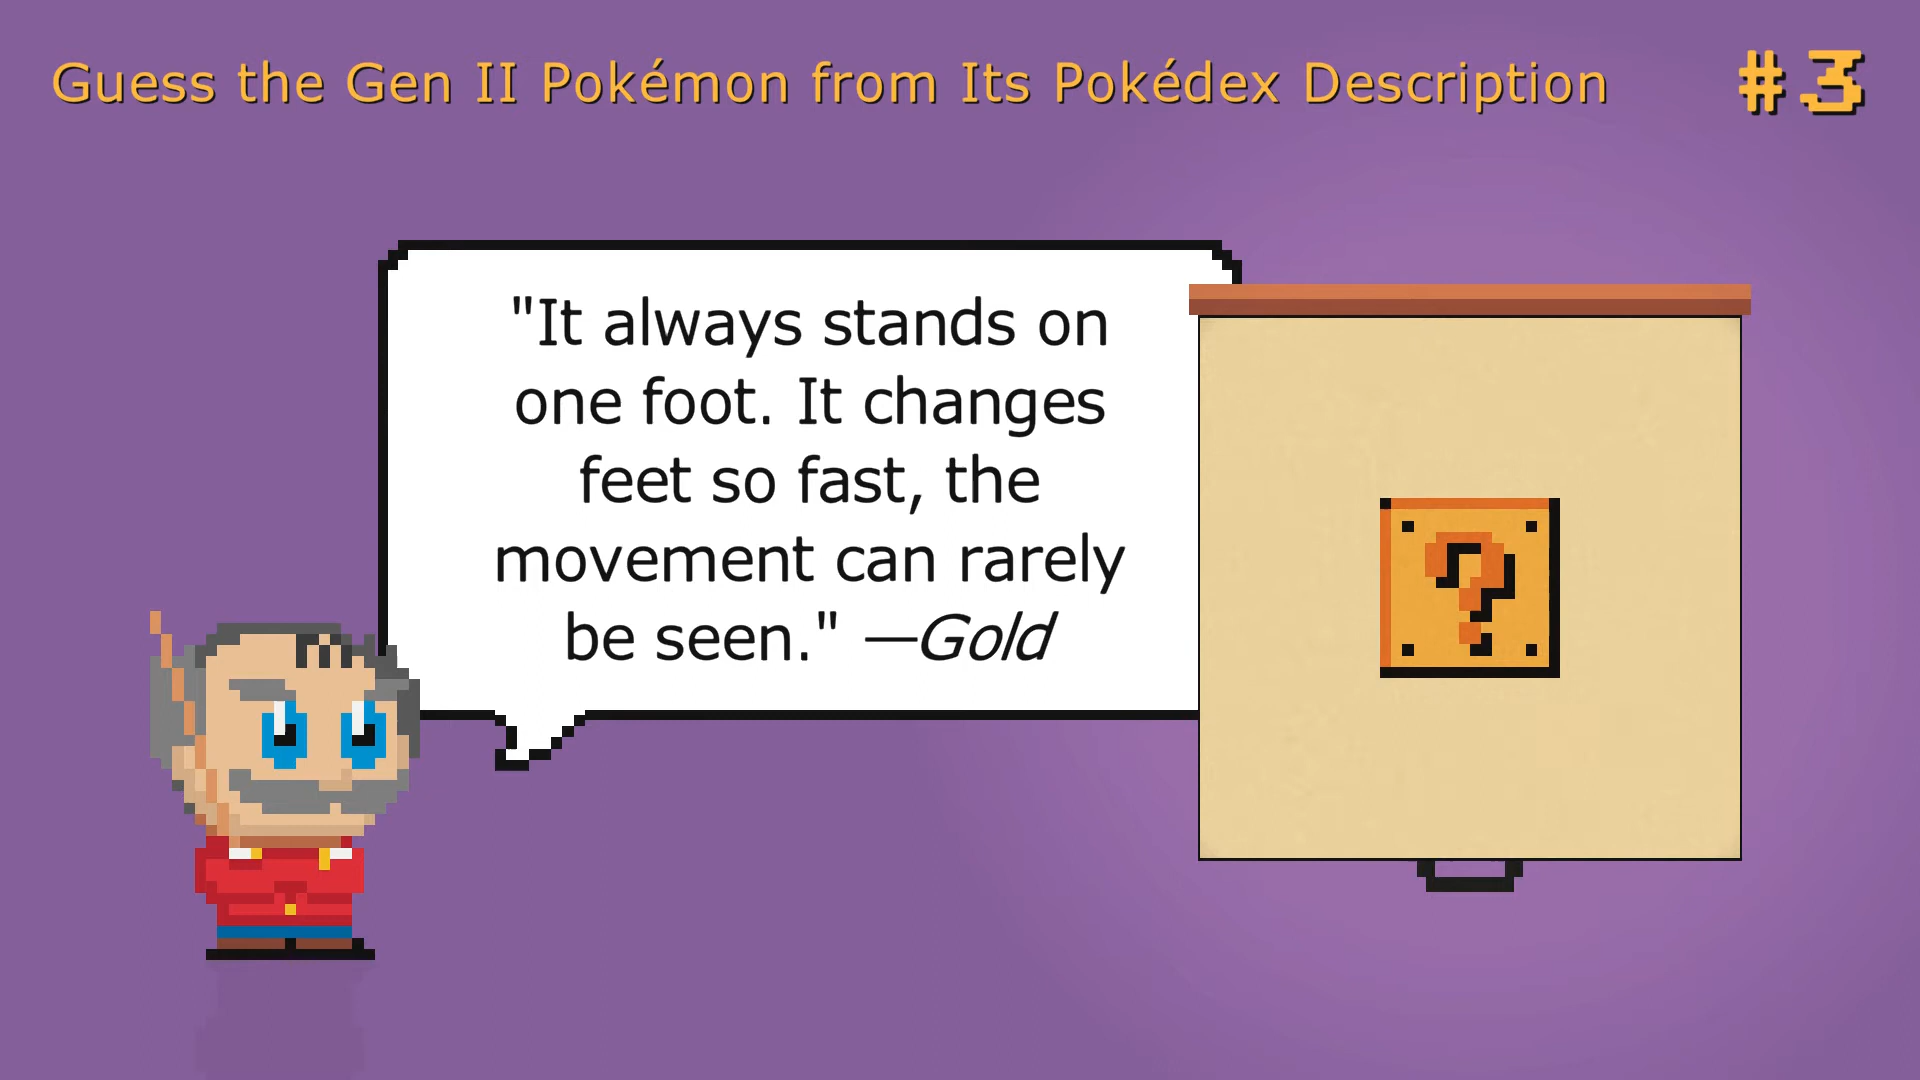 Guess the Gen II Pokémon from Its Pokédex Description
#3
"It always stands on
one foot. It changes
feet so fast, the
movement can rarely
be seen." —Gold
?